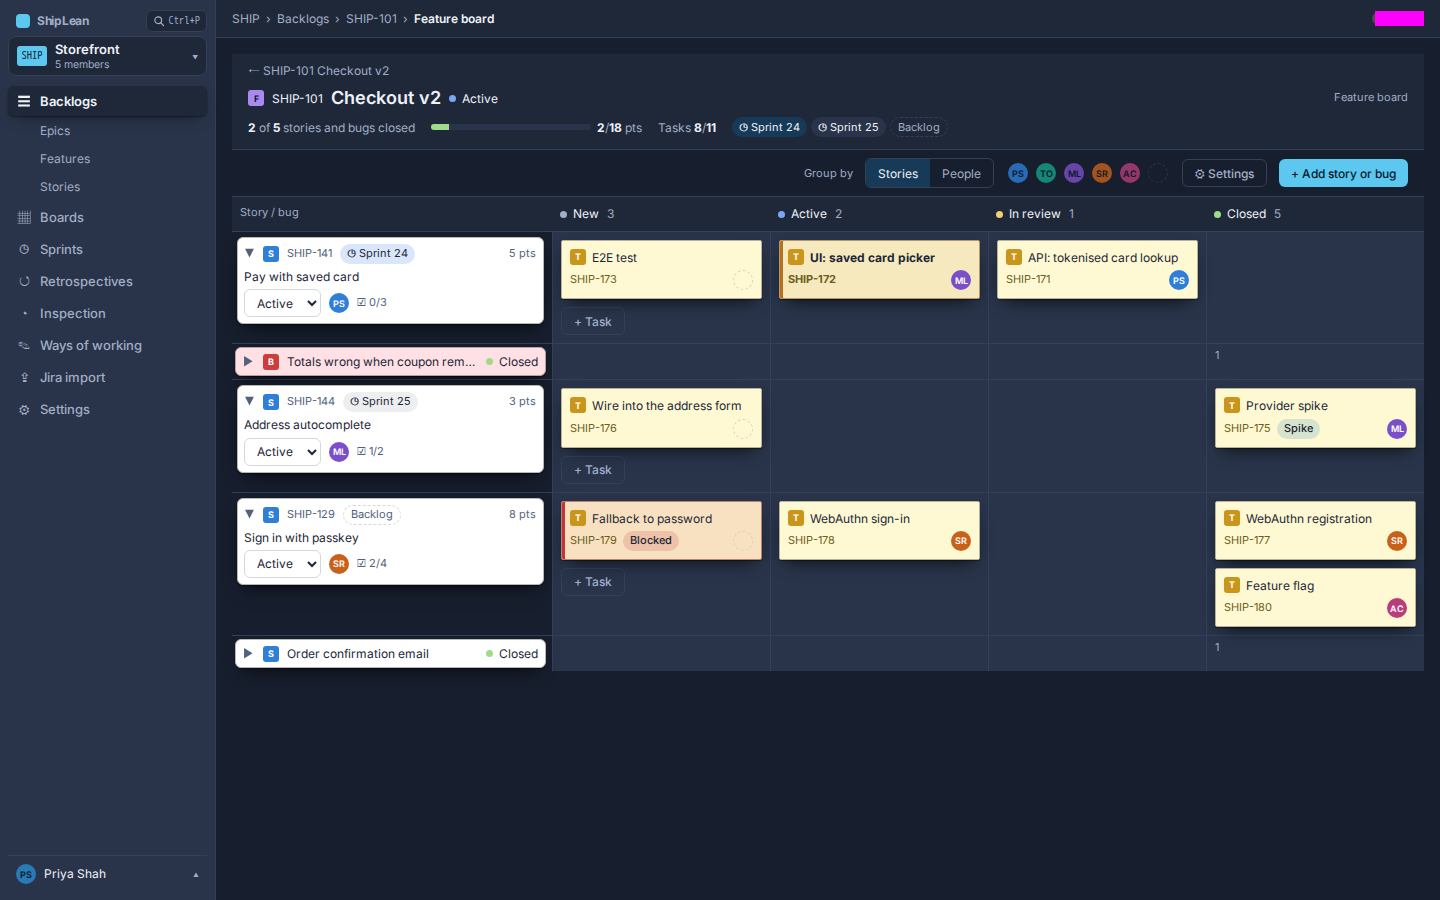 ShipLean
Ctrl+P
SHIP
Storefront
5 members
Backlogs
Epics
Features
Stories
Boards
Sprints
Retrospectives
Inspection
Ways of working
Jira import
Settings
PS Priya Shah
SHIP › Backlogs › SHIP-101 › Feature board
← SHIP-101 Checkout v2
F SHIP-101 Checkout v2 Active
Feature board
2 of 5 stories and bugs closed 2/18 pts Tasks 8/11 Sprint 24 Sprint 25 Backlog
Group by Stories People PS TO ML SR AC Settings + Add story or bug
Story / bug New 3 Active 2 In review 1 Closed 5
S SHIP-141 Sprint 24 5 pts
Pay with saved card
Active PS 0/3
T E2E test
SHIP-173
+ Task
T UI: saved card picker
SHIP-172 ML
T API: tokenised card lookup
SHIP-171 PS
B Totals wrong when coupon rem... Closed
1
S SHIP-144 Sprint 25 3 pts
Address autocomplete
Active ML 1/2
T Wire into the address form
SHIP-176
+ Task
T Provider spike
SHIP-175 Spike ML
S SHIP-129 Backlog 8 pts
Sign in with passkey
Active SR 2/4
T Fallback to password
SHIP-179 Blocked
+ Task
T WebAuthn sign-in
SHIP-178 SR
T WebAuthn registration
SHIP-177 SR
T Feature flag
SHIP-180 AC
S Order confirmation email Closed
1